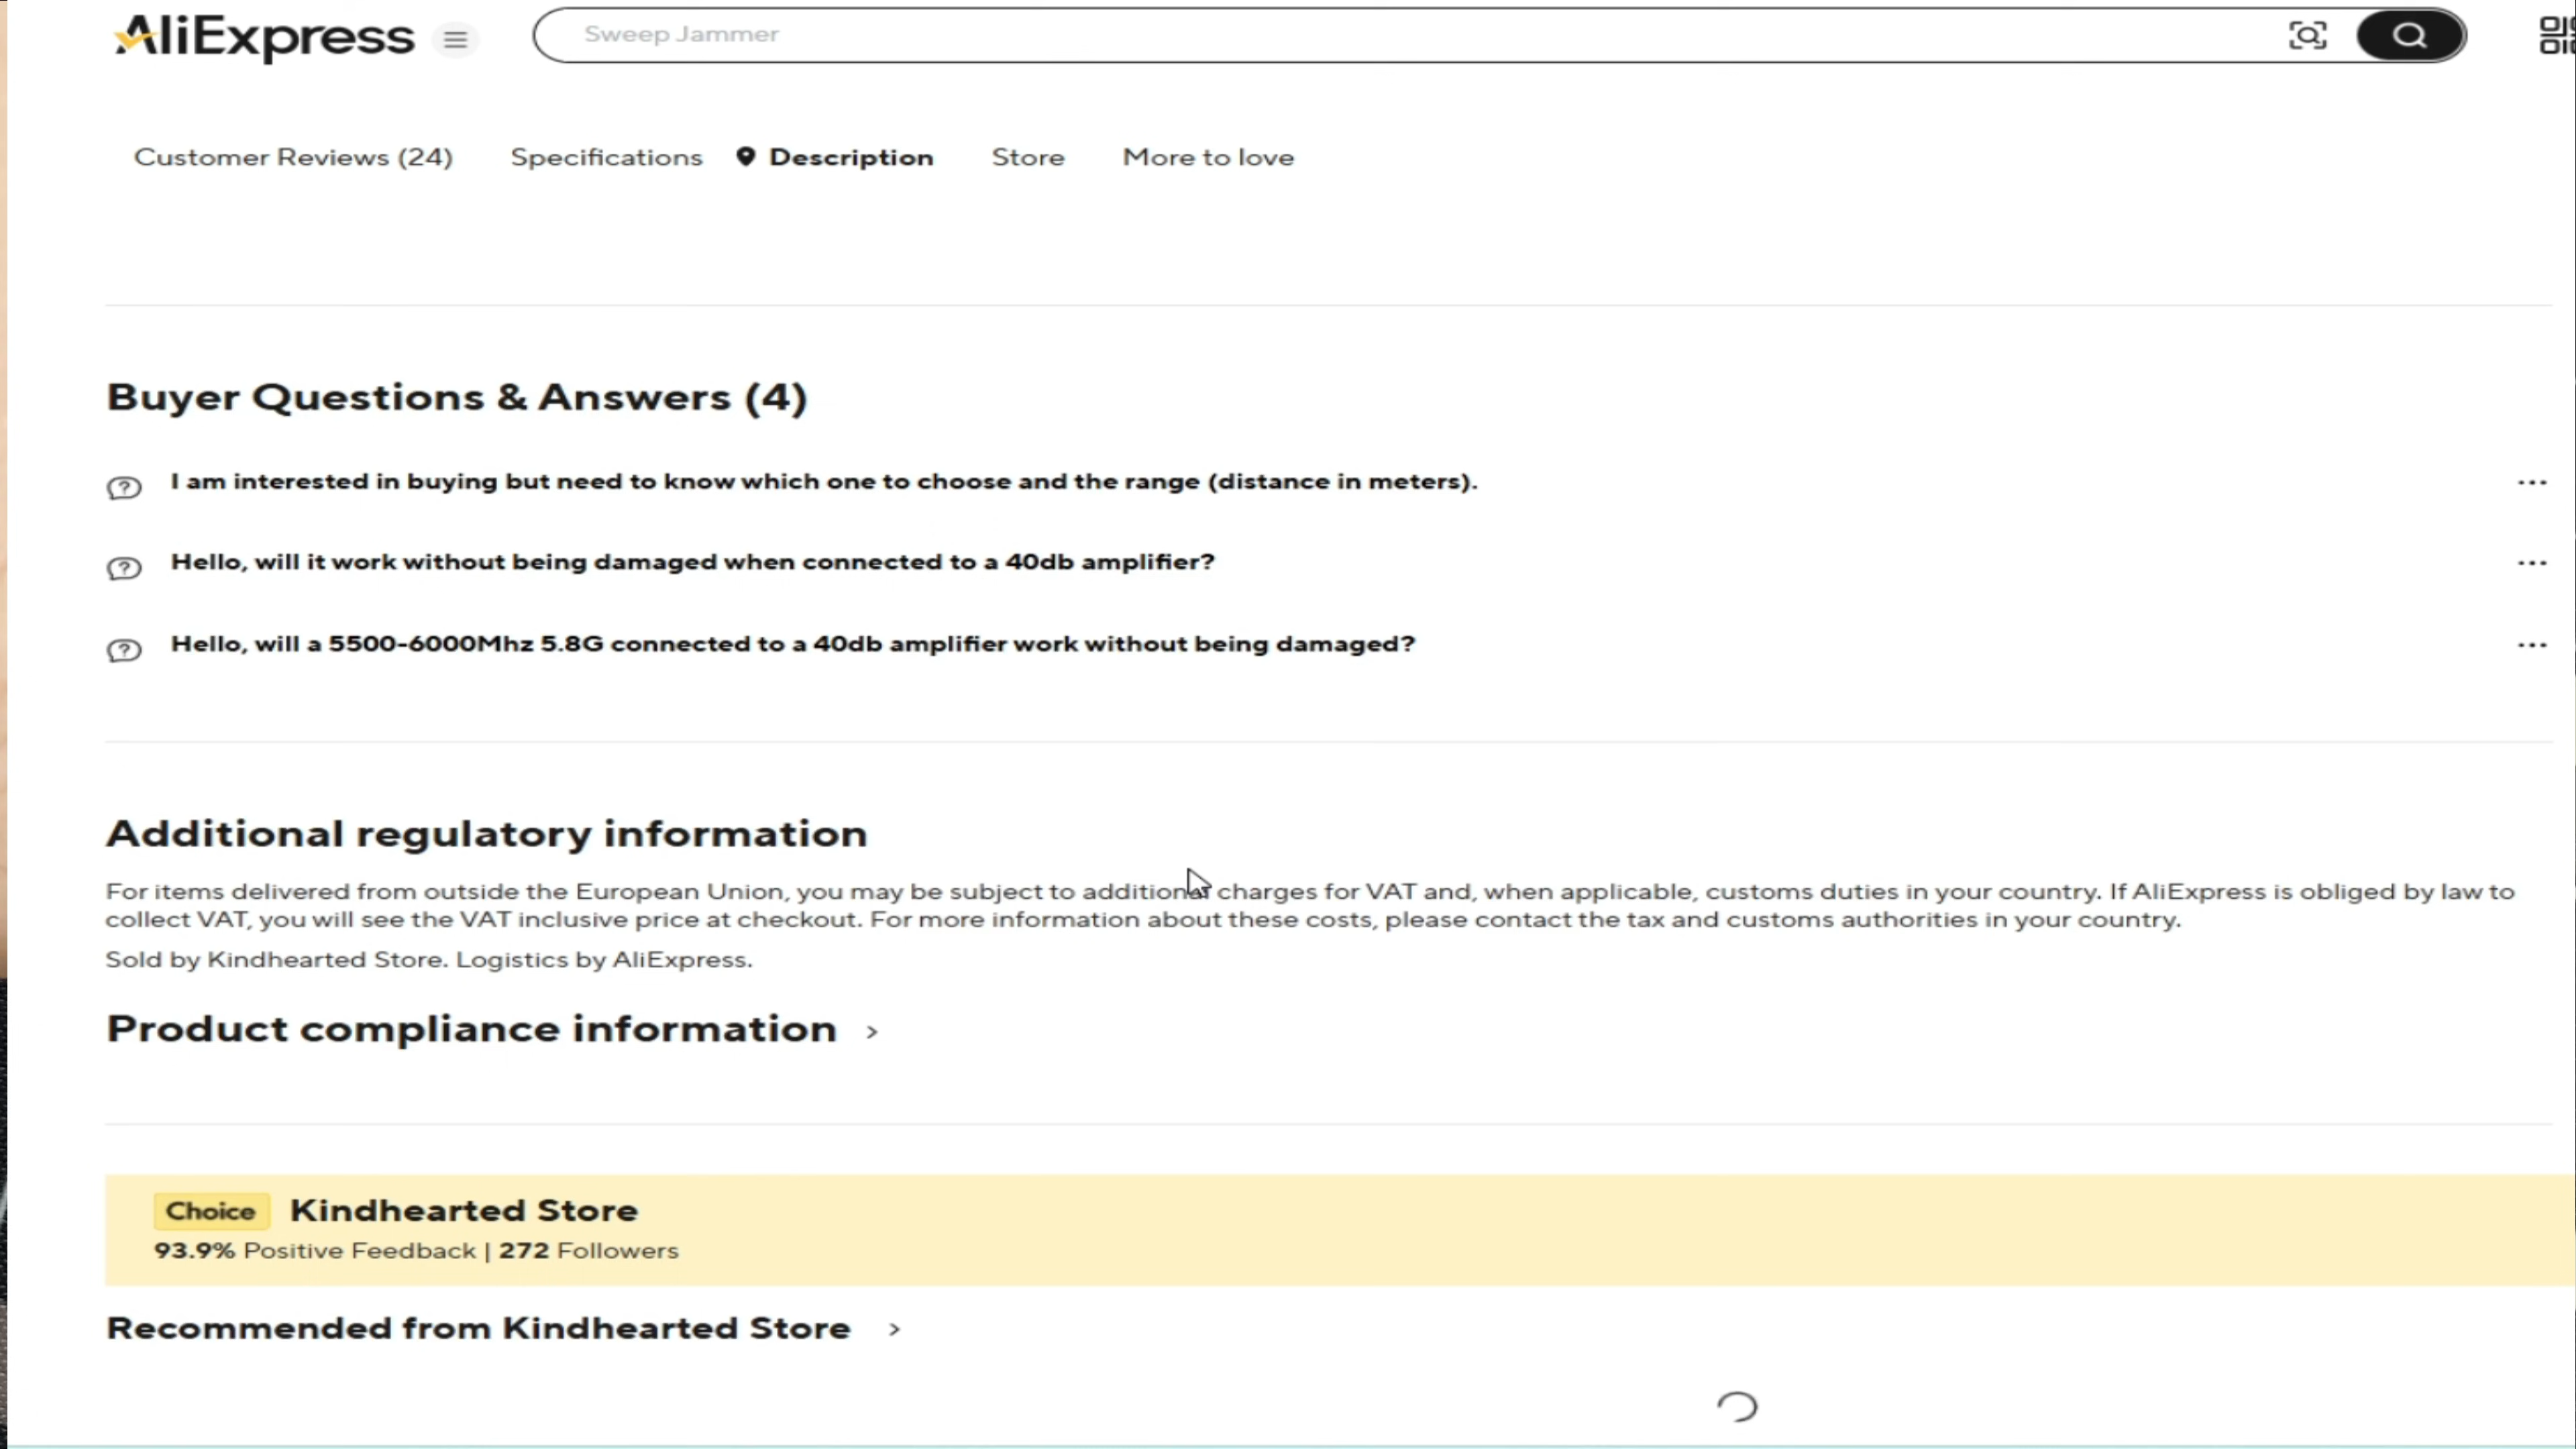 AliExpress
Sweep Jammer
Customer Reviews (24) Specifications Description Store More to love
Buyer Questions & Answers (4)
I am interested in buying but need to know which one to choose and the range (distance in meters).
Hello, will it work without being damaged when connected to a 40db amplifier?
Hello, will a 5500-6000Mhz 5.8G connected to a 40db amplifier work without being damaged?
Additional regulatory information
For items delivered from outside the European Union, you may be subject to additional charges for VAT and, when applicable, customs duties in your country. If AliExpress is obliged by law to
collect VAT, you will see the VAT inclusive price at checkout. For more information about these costs, please contact the tax and customs authorities in your country.
Sold by Kindhearted Store. Logistics by AliExpress.
Product compliance information
Choice Kindhearted Store
93.9% Positive Feedback | 272 Followers
Recommended from Kindhearted Store